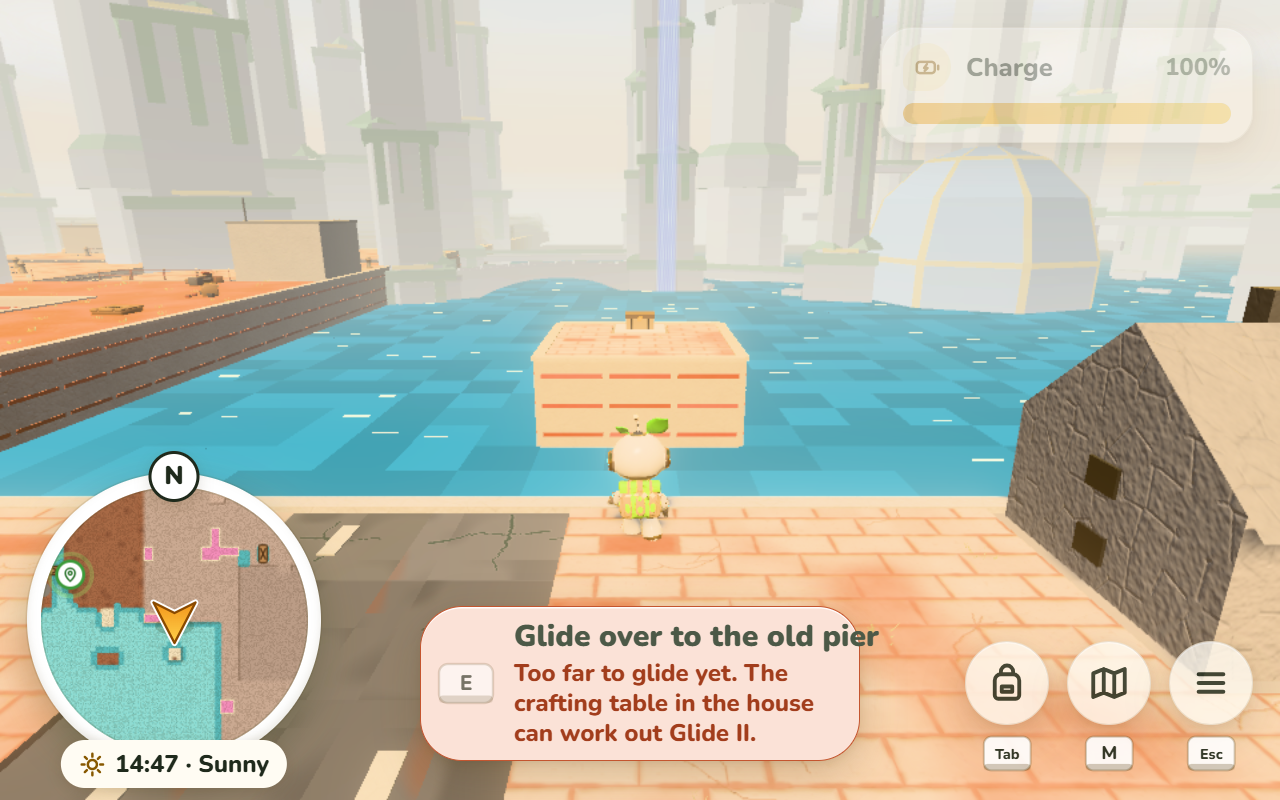 Charge 100%
N
Glide over to the old pier
E
Too far to glide yet. The
crafting table in the house
can work out Glide II.
14:47 · Sunny
Tab
M
Esc